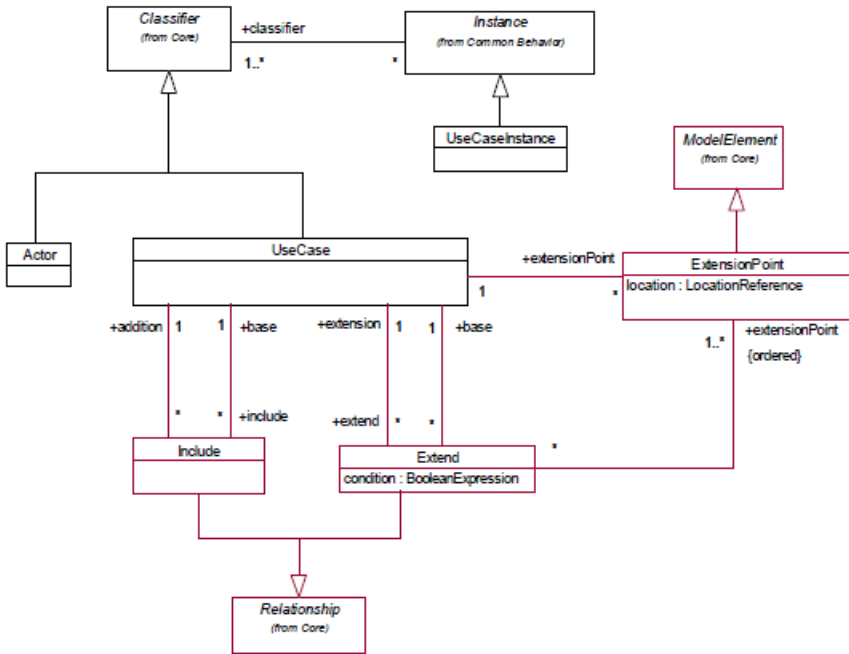 Classifier
(from Core)
+classifier
1..*
*
Instance
(from Common Behavior)
UseCaseInstance
ModelElement
(from Core)
Actor
UseCase
+extensionPoint
1
*
ExtensionPoint
location : LocationReference
+addition
1
1
+base
+extension
1
1
+base
1..*
+extensionPoint
{ordered}
*
*
+include
+extend
*
*
*
Include
Extend
condition : BooleanExpression
Relationship
(from Core)